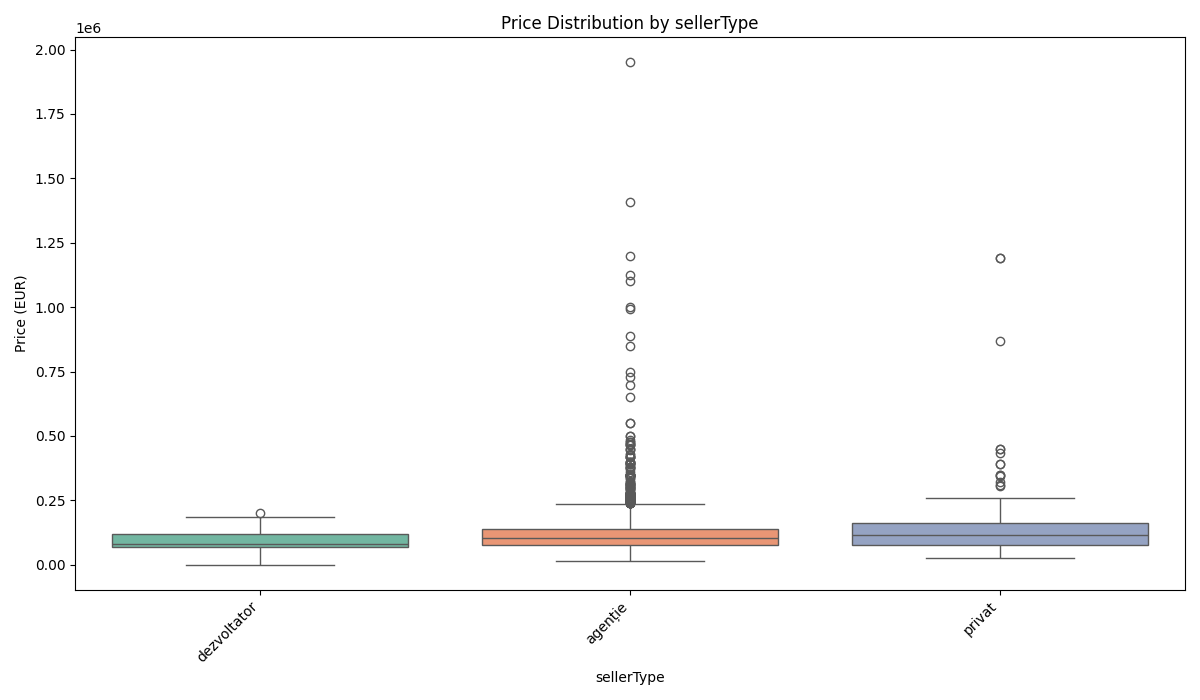 Price Distribution by sellerType
1e6
2.00
1.75
1.50
1.25
1.00
0.75
0.50
0.25
0.00
Price (EUR)
dezvoltator
agenție
privat
sellerType